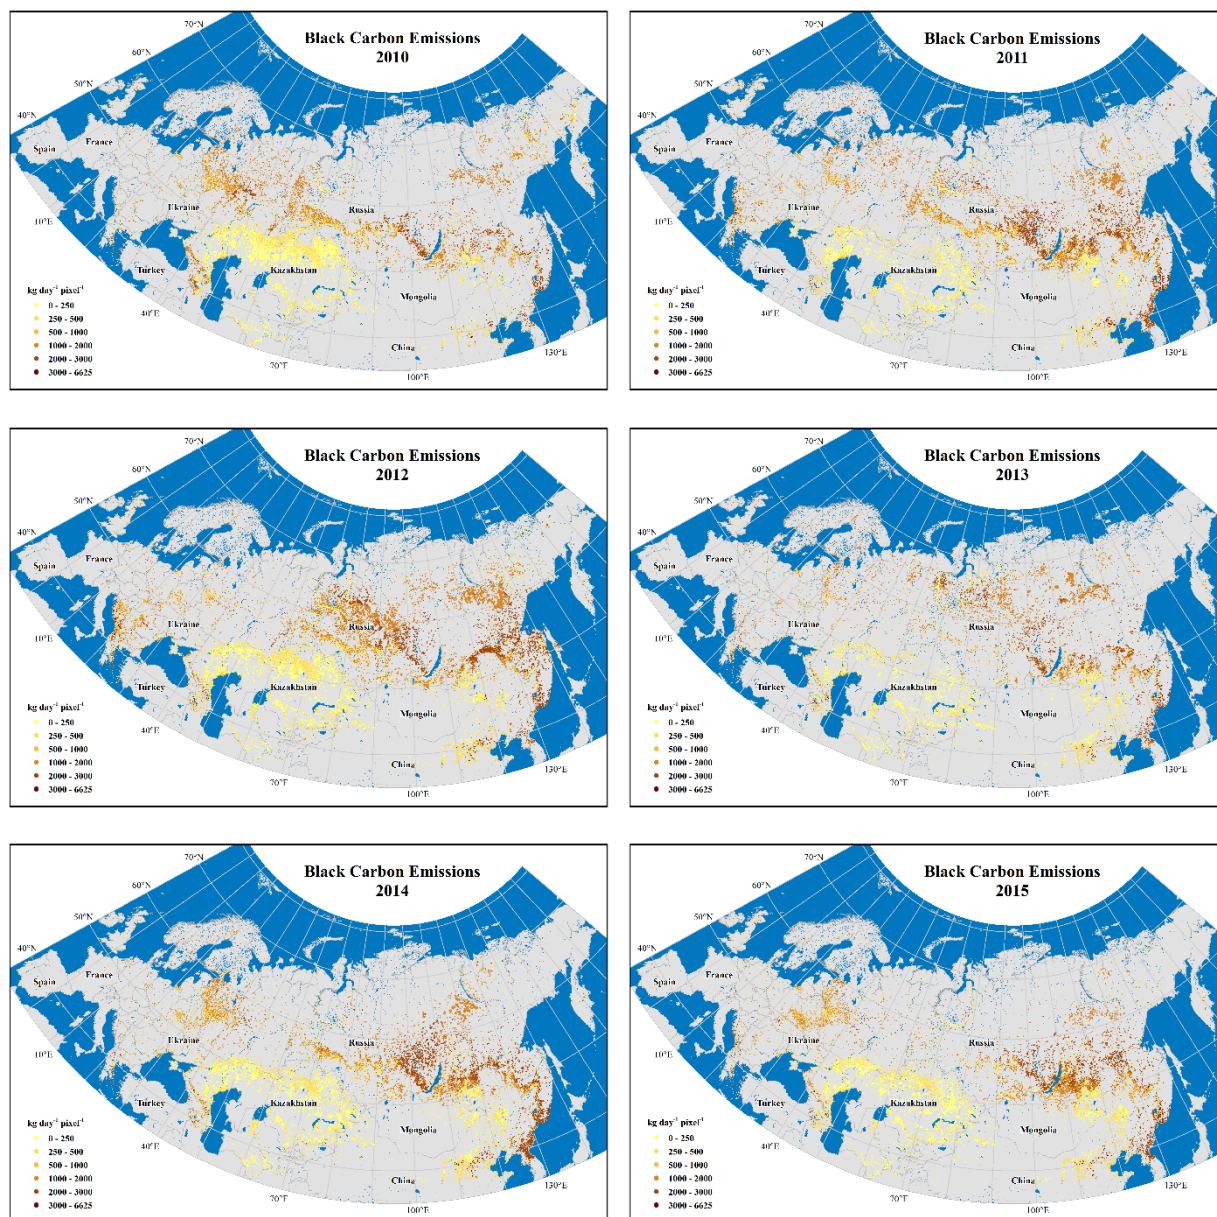 Black Carbon Emissions
2010
70°N
60°N
50°N
40°N
Spain
France
Ukraine
Russia
10°E
Turkey
Kazakhstan
Mongolia
40°E
China
130°E
70°E
100°E
kg day⁻¹ pixel⁻¹
0 - 250
250 - 500
500 - 1000
1000 - 2000
2000 - 3000
3000 - 6625
Black Carbon Emissions
2011
70°N
60°N
50°N
40°N
Spain
France
Ukraine
Russia
10°E
Turkey
Kazakhstan
Mongolia
40°E
China
130°E
70°E
100°E
kg day⁻¹ pixel⁻¹
0 - 250
250 - 500
500 - 1000
1000 - 2000
2000 - 3000
3000 - 6625
Black Carbon Emissions
2012
70°N
60°N
50°N
40°N
Spain
France
Ukraine
Russia
10°E
Turkey
Kazakhstan
Mongolia
40°E
China
130°E
70°E
100°E
kg day⁻¹ pixel⁻¹
0 - 250
250 - 500
500 - 1000
1000 - 2000
2000 - 3000
3000 - 6625
Black Carbon Emissions
2013
70°N
60°N
50°N
40°N
Spain
France
Ukraine
Russia
10°E
Turkey
Kazakhstan
Mongolia
40°E
China
130°E
70°E
100°E
kg day⁻¹ pixel⁻¹
0 - 250
250 - 500
500 - 1000
1000 - 2000
2000 - 3000
3000 - 6625
Black Carbon Emissions
2014
70°N
60°N
50°N
40°N
Spain
France
Ukraine
Russia
10°E
Turkey
Kazakhstan
Mongolia
40°E
China
130°E
70°E
100°E
kg day⁻¹ pixel⁻¹
0 - 250
250 - 500
500 - 1000
1000 - 2000
2000 - 3000
3000 - 6625
Black Carbon Emissions
2015
70°N
60°N
50°N
40°N
Spain
France
Ukraine
Russia
10°E
Turkey
Kazakhstan
Mongolia
40°E
China
130°E
70°E
100°E
kg day⁻¹ pixel⁻¹
0 - 250
250 - 500
500 - 1000
1000 - 2000
2000 - 3000
3000 - 6625